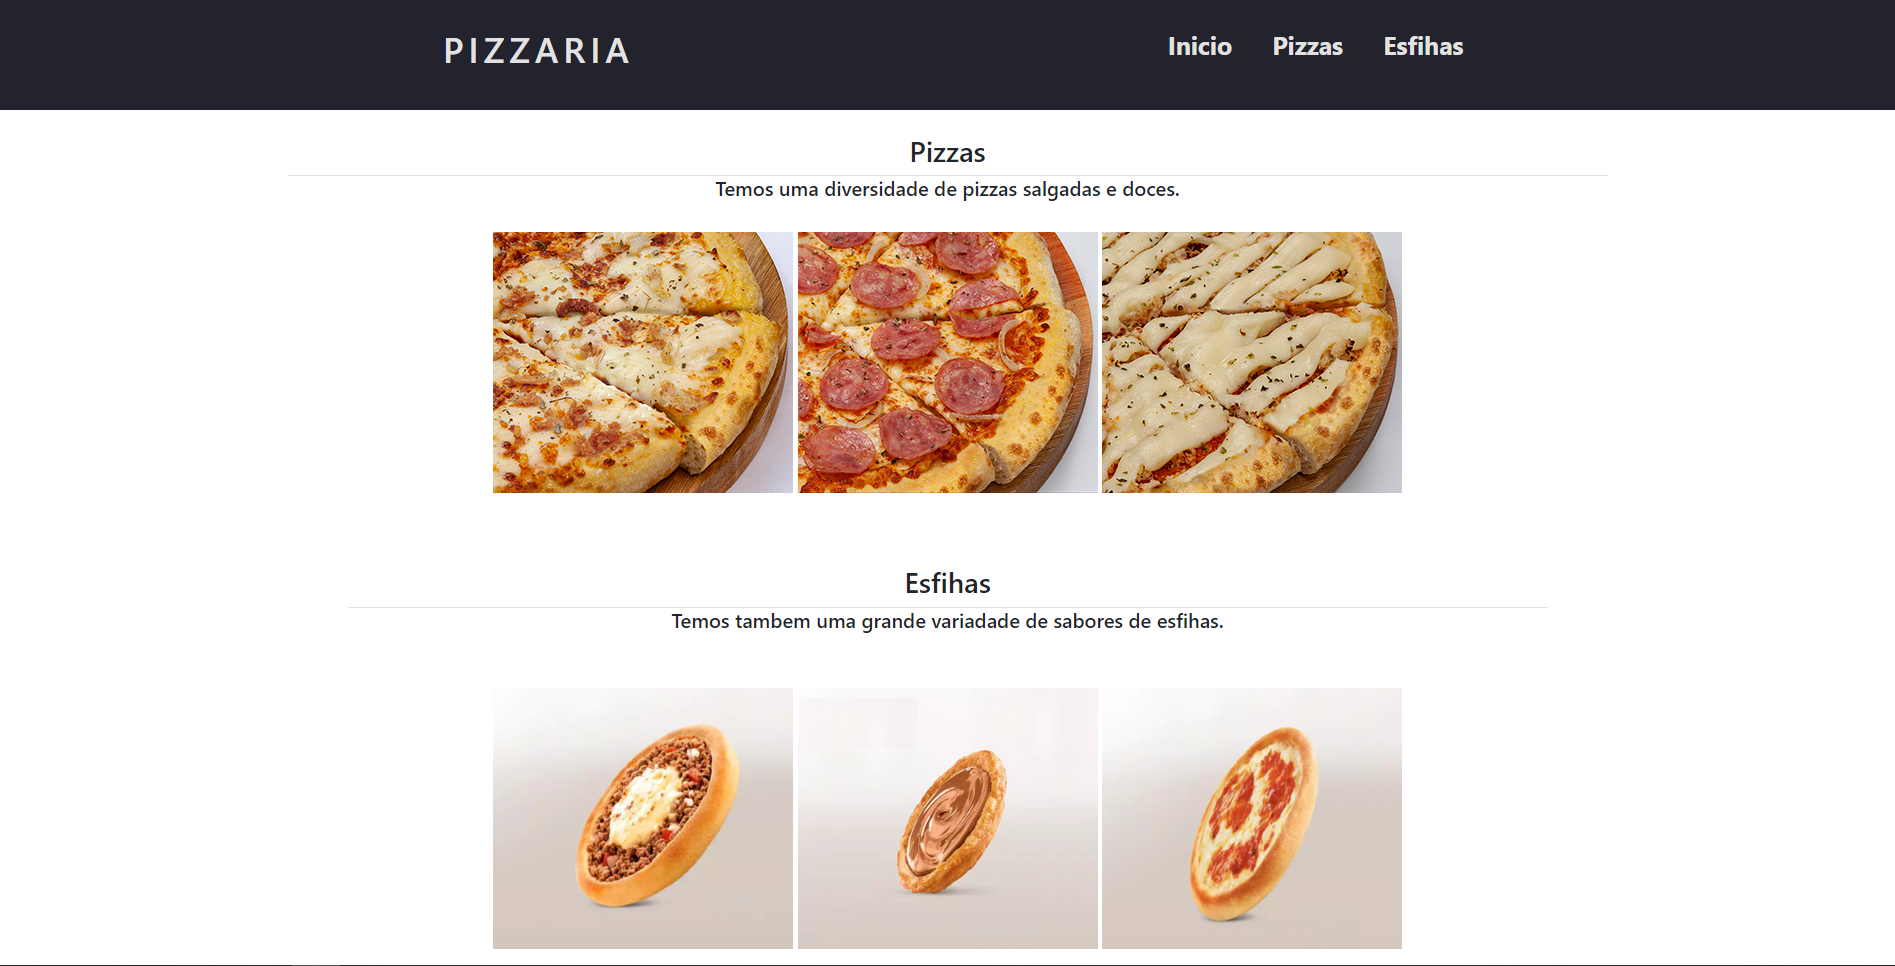 PIZZARIA
Inicio Pizzas Esfihas
Pizzas
Temos uma diversidade de pizzas salgadas e doces.
Esfihas
Temos tambem uma grande variadade de sabores de esfihas.